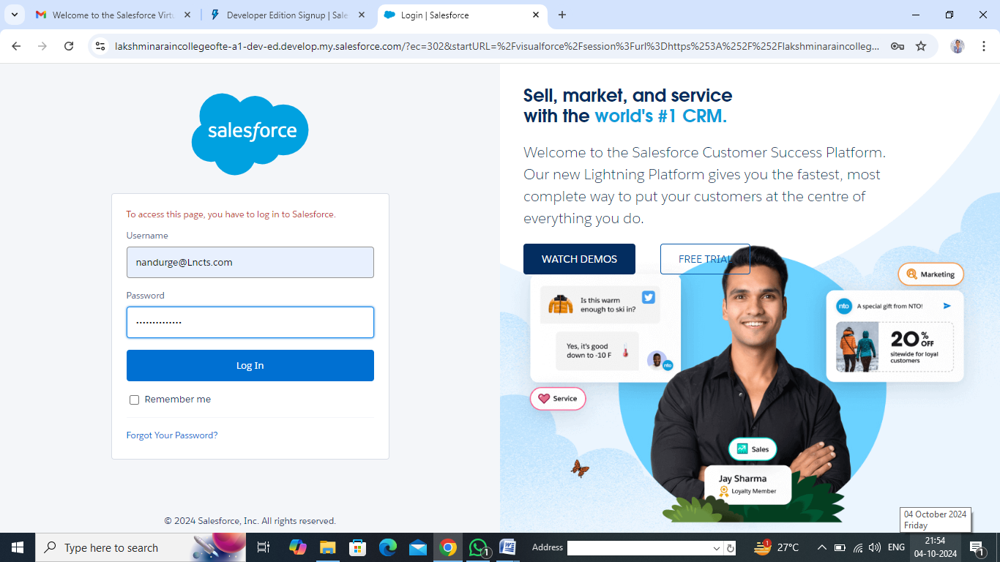 Welcome to the Salesforce Virtu
Developer Edition Signup | Sale
Login | Salesforce
lakshminaraincollegeofte-a1-dev-ed.develop.my.salesforce.com/?ec=302&startURL=%2Fvisualforce%2Fsession%3Furl%3Dhttps%253A%252F%252Flakshminaraincolleg...
salesforce
To access this page, you have to log in to Salesforce.
Username
nandurge@Lncts.com
Password
Log In
Remember me
Forgot Your Password?
© 2024 Salesforce, Inc. All rights reserved.
Sell, market, and service
with the world's #1 CRM.
Welcome to the Salesforce Customer Success Platform.
Our new Lightning Platform gives you the fastest, most
complete way to put your customers at the centre of
everything you do.
WATCH DEMOS
FREE TRIAL
Is this warm
enough to ski in?
Yes, it's good
down to -10 F
nto
Service
Marketing
nto
A special gift from NTO!
20% OFF
sitewide for loyal
customers
Sales
Jay Sharma
Loyalty Member
04 October 2024
Friday
Type here to search
1
W
Address
1
27°C
ENG
21:54
04-10-2024
1